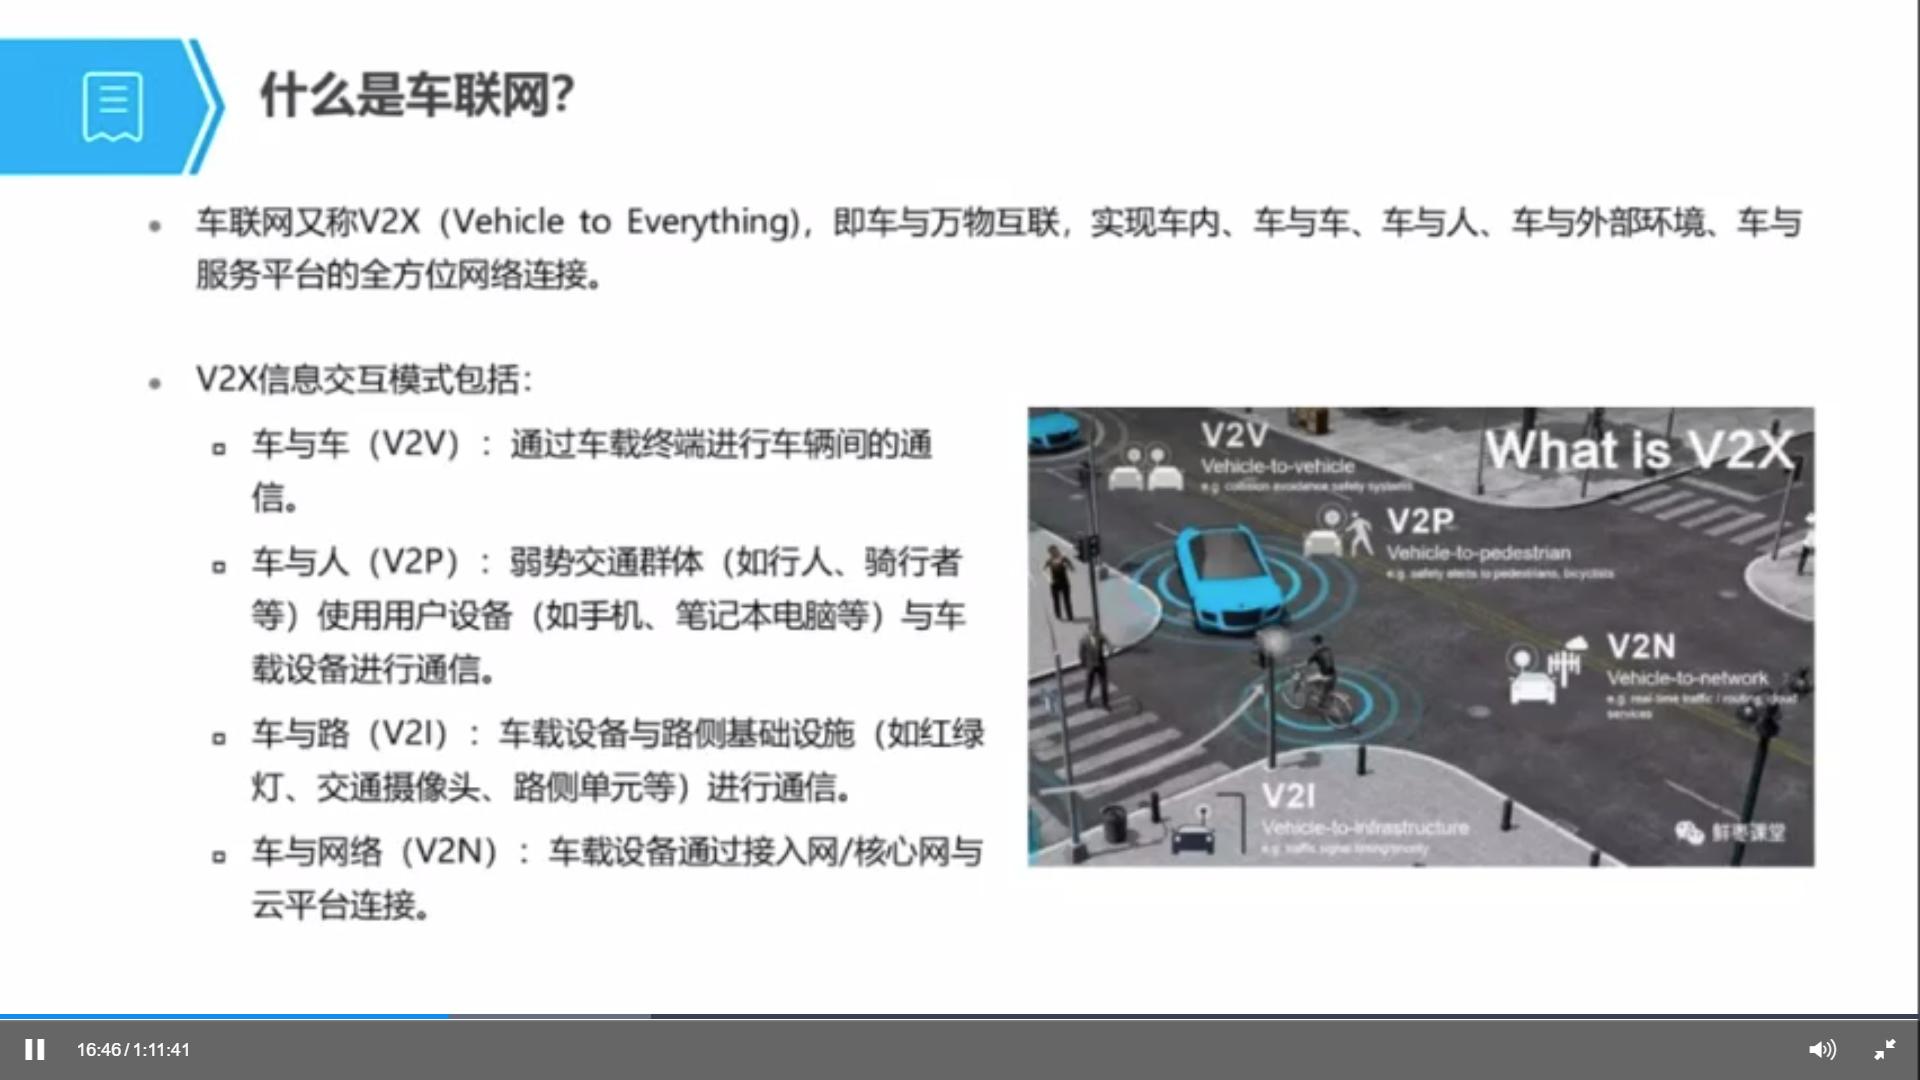 什么是车联网？
车联网又称V2X（Vehicle to Everything)，即车与万物互联，实现车内、车与车、车与人、车与外部环境、车与
服务平台的全方位网络连接。
V2X信息交互模式包括：
车与车（V2V）：通过车载终端进行车辆间的通
信。
车与人（V2P）：弱势交通群体（如行人、骑行者
等）使用用户设备（如手机、笔记本电脑等）与车
载设备进行通信。
车与路（V2I）：车载设备与路侧基础设施（如红绿
灯、交通摄像头、路侧单元等）进行通信。
车与网络（V2N）：车载设备通过接入网/核心网与
云平台连接。
What is V2X
V2V
Vehicle-to-vehicle
e.g. collision avoidance safety systems
V2P
Vehicle-to-pedestrian
e.g. safety alerts to pedestrians, bicyclists
V2N
Vehicle-to-network
e.g. real-time traffic / routing, cloud
services
V2I
Vehicle-to-infrastructure
e.g. traffic signal timing/priority
鲜枣课堂
16:46/1:11:41